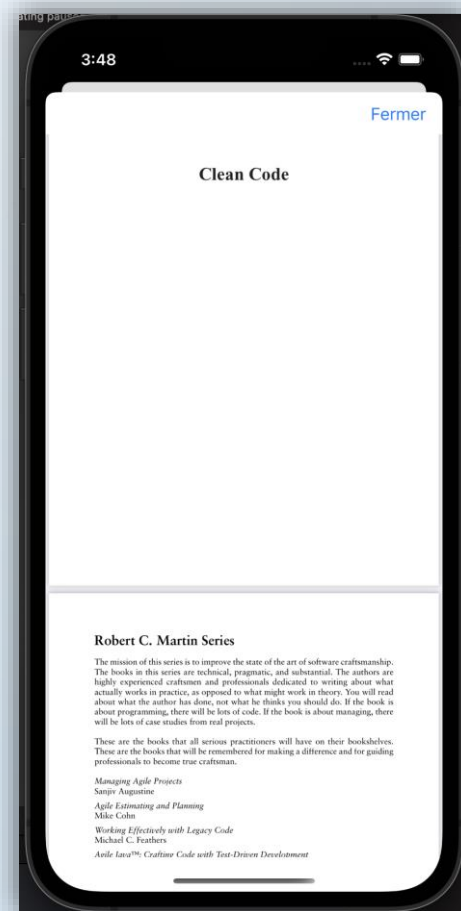 3:48
Fermer
Clean Code
Robert C. Martin Series
The mission of this series is to improve the state of the art of software craftsmanship.
The books in this series are technical, pragmatic, and substantial. The authors are
highly experienced craftsmen and professionals dedicated to writing about what
actually works in practice, as opposed to what might work in theory. You will read
about what the author has done, not what he thinks you should do. If the book is
about programming, there will be lots of code. If the book is about managing, there
will be lots of case studies from real projects.
These are the books that all serious practitioners will have on their bookshelves.
These are the books that will be remembered for making a difference and for guiding
professionals to become true craftsman.
Managing Agile Projects
Sanjiv Augustine
Agile Estimating and Planning
Mike Cohn
Working Effectively with Legacy Code
Michael C. Feathers
Agile Java™: Crafting Code with Test-Driven Development